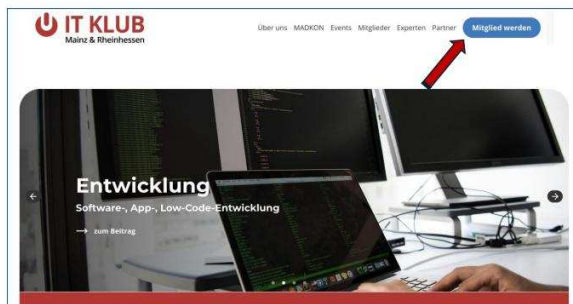 IT KLUB
Mainz & Rheinhessen
Über uns MADKON Events Mitglieder Experten Partner Mitglied werden
Entwicklung
Software-, App-, Low-Code-Entwicklung
→ zum Beitrag